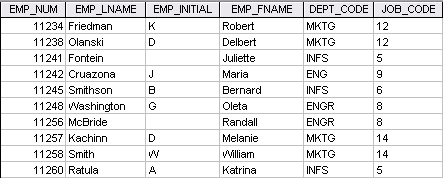 EMP_NUM EMP_LNAME EMP_INITIAL EMP_FNAME DEPT_CODE JOB_CODE
11234 Friedman K Robert MKTG 12
11238 Olanski D Delbert MKTG 12
11241 Fontein Juliette INFS 5
11242 Cruazona J Maria ENG 9
11245 Smithson B Bernard INFS 6
11248 Washington G Oleta ENGR 8
11256 McBride Randall ENGR 8
11257 Kachinn D Melanie MKTG 14
11258 Smith W William MKTG 14
11260 Ratula A Katrina INFS 5